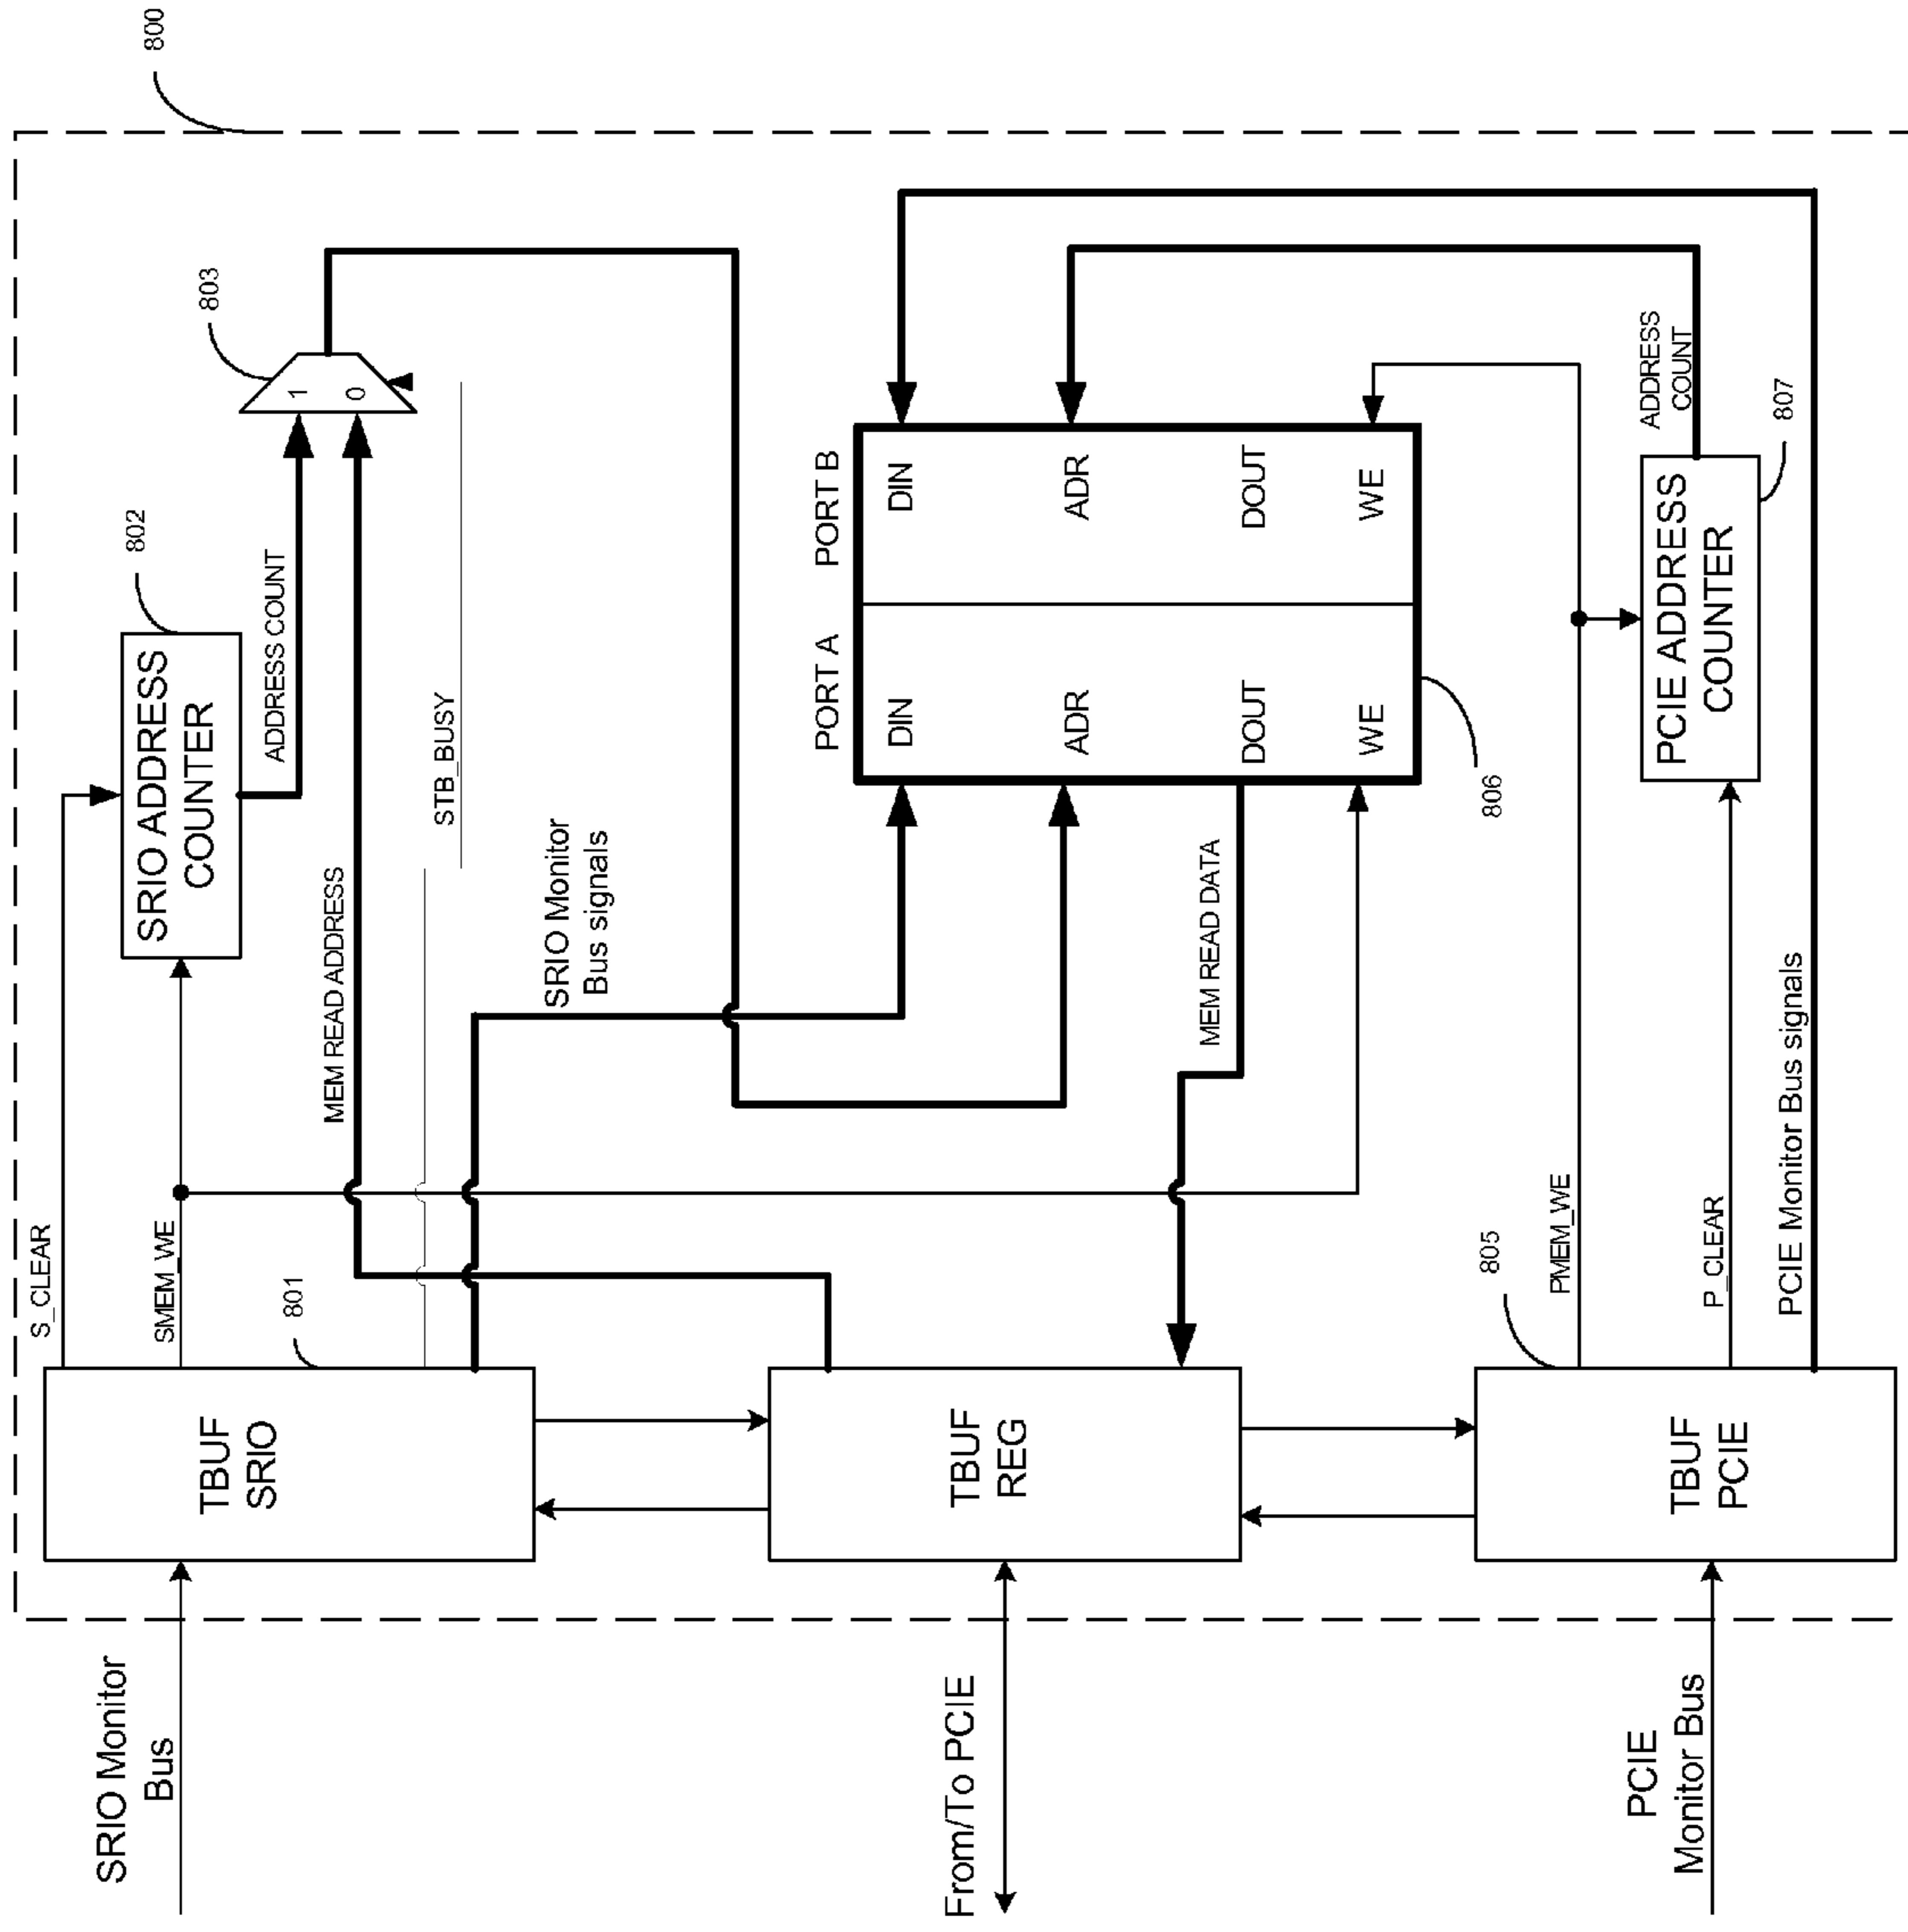 800
SRIO Monitor
Bus
S_CLEAR
SMEM_WE
801
TBUF
SRIO
SRIO ADDRESS
COUNTER
802
ADDRESS COUNT
803
1
0
MEM READ ADDRESS
STB_BUSY
SRIO Monitor
Bus signals
From/To PCIE
TBUF
REG
MEM READ DATA
PORT A
PORT B
DIN
DIN
ADR
ADR
DOUT
DOUT
WE
WE
806
PCIE
Monitor Bus
805
TBUF
PCIE
PMEM_WE
P_CLEAR
PCIE Monitor Bus signals
PCIE ADDRESS
COUNTER
ADDRESS
COUNT
807